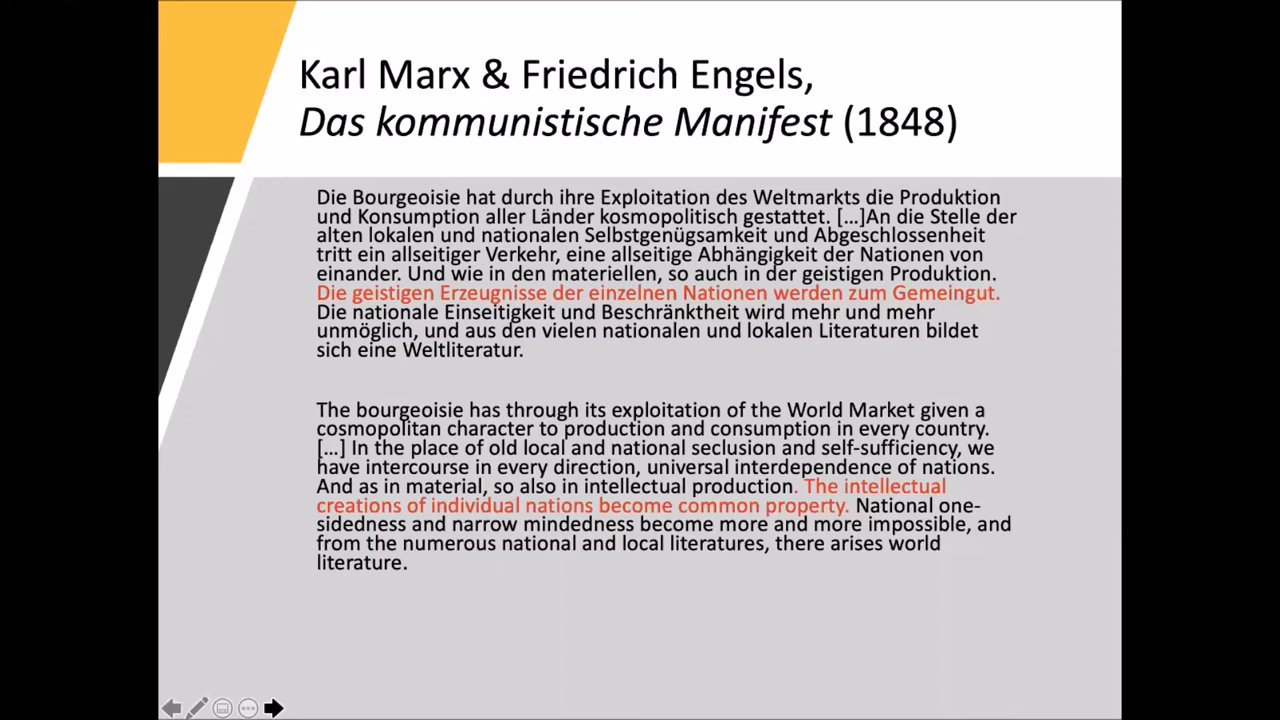 Karl Marx & Friedrich Engels,
Das kommunistische Manifest (1848)
Die Bourgeoisie hat durch ihre Exploitation des Weltmarkts die Produktion
und Konsumption aller Länder kosmopolitisch gestattet. [...]An die Stelle der
alten lokalen und nationalen Selbstgenügsamkeit und Abgeschlossenheit
tritt ein allseitiger Verkehr, eine allseitige Abhängigkeit der Nationen von
einander. Und wie in den materiellen, so auch in der geistigen Produktion.
Die geistigen Erzeugnisse der einzelnen Nationen werden zum Gemeingut.
Die nationale Einseitigkeit und Beschränktheit wird mehr und mehr
unmöglich, und aus den vielen nationalen und lokalen Literaturen bildet
sich eine Weltliteratur.
The bourgeoisie has through its exploitation of the World Market given a
cosmopolitan character to production and consumption in every country.
[...] In the place of old local and national seclusion and self-sufficiency, we
have intercourse in every direction, universal interdependence of nations.
And as in material, so also in intellectual production. The intellectual
creations of individual nations become common property. National one-
sidedness and narrow mindedness become more and more impossible, and
from the numerous national and local literatures, there arises world
literature.